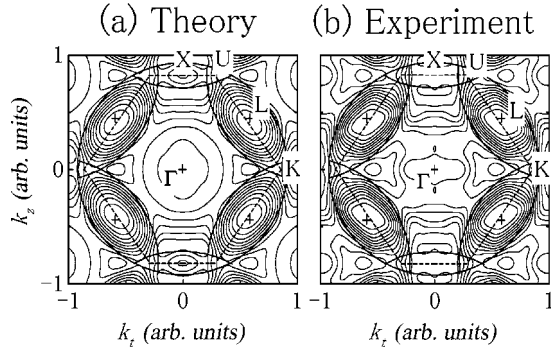 (a) Theory
(b) Experiment
1
X U
X U
L
L
k_z (arb. units)
0
Γ
K
Γ
K
-1
-1 0 1
-1 0 1
k_t (arb. units)
k_t (arb. units)